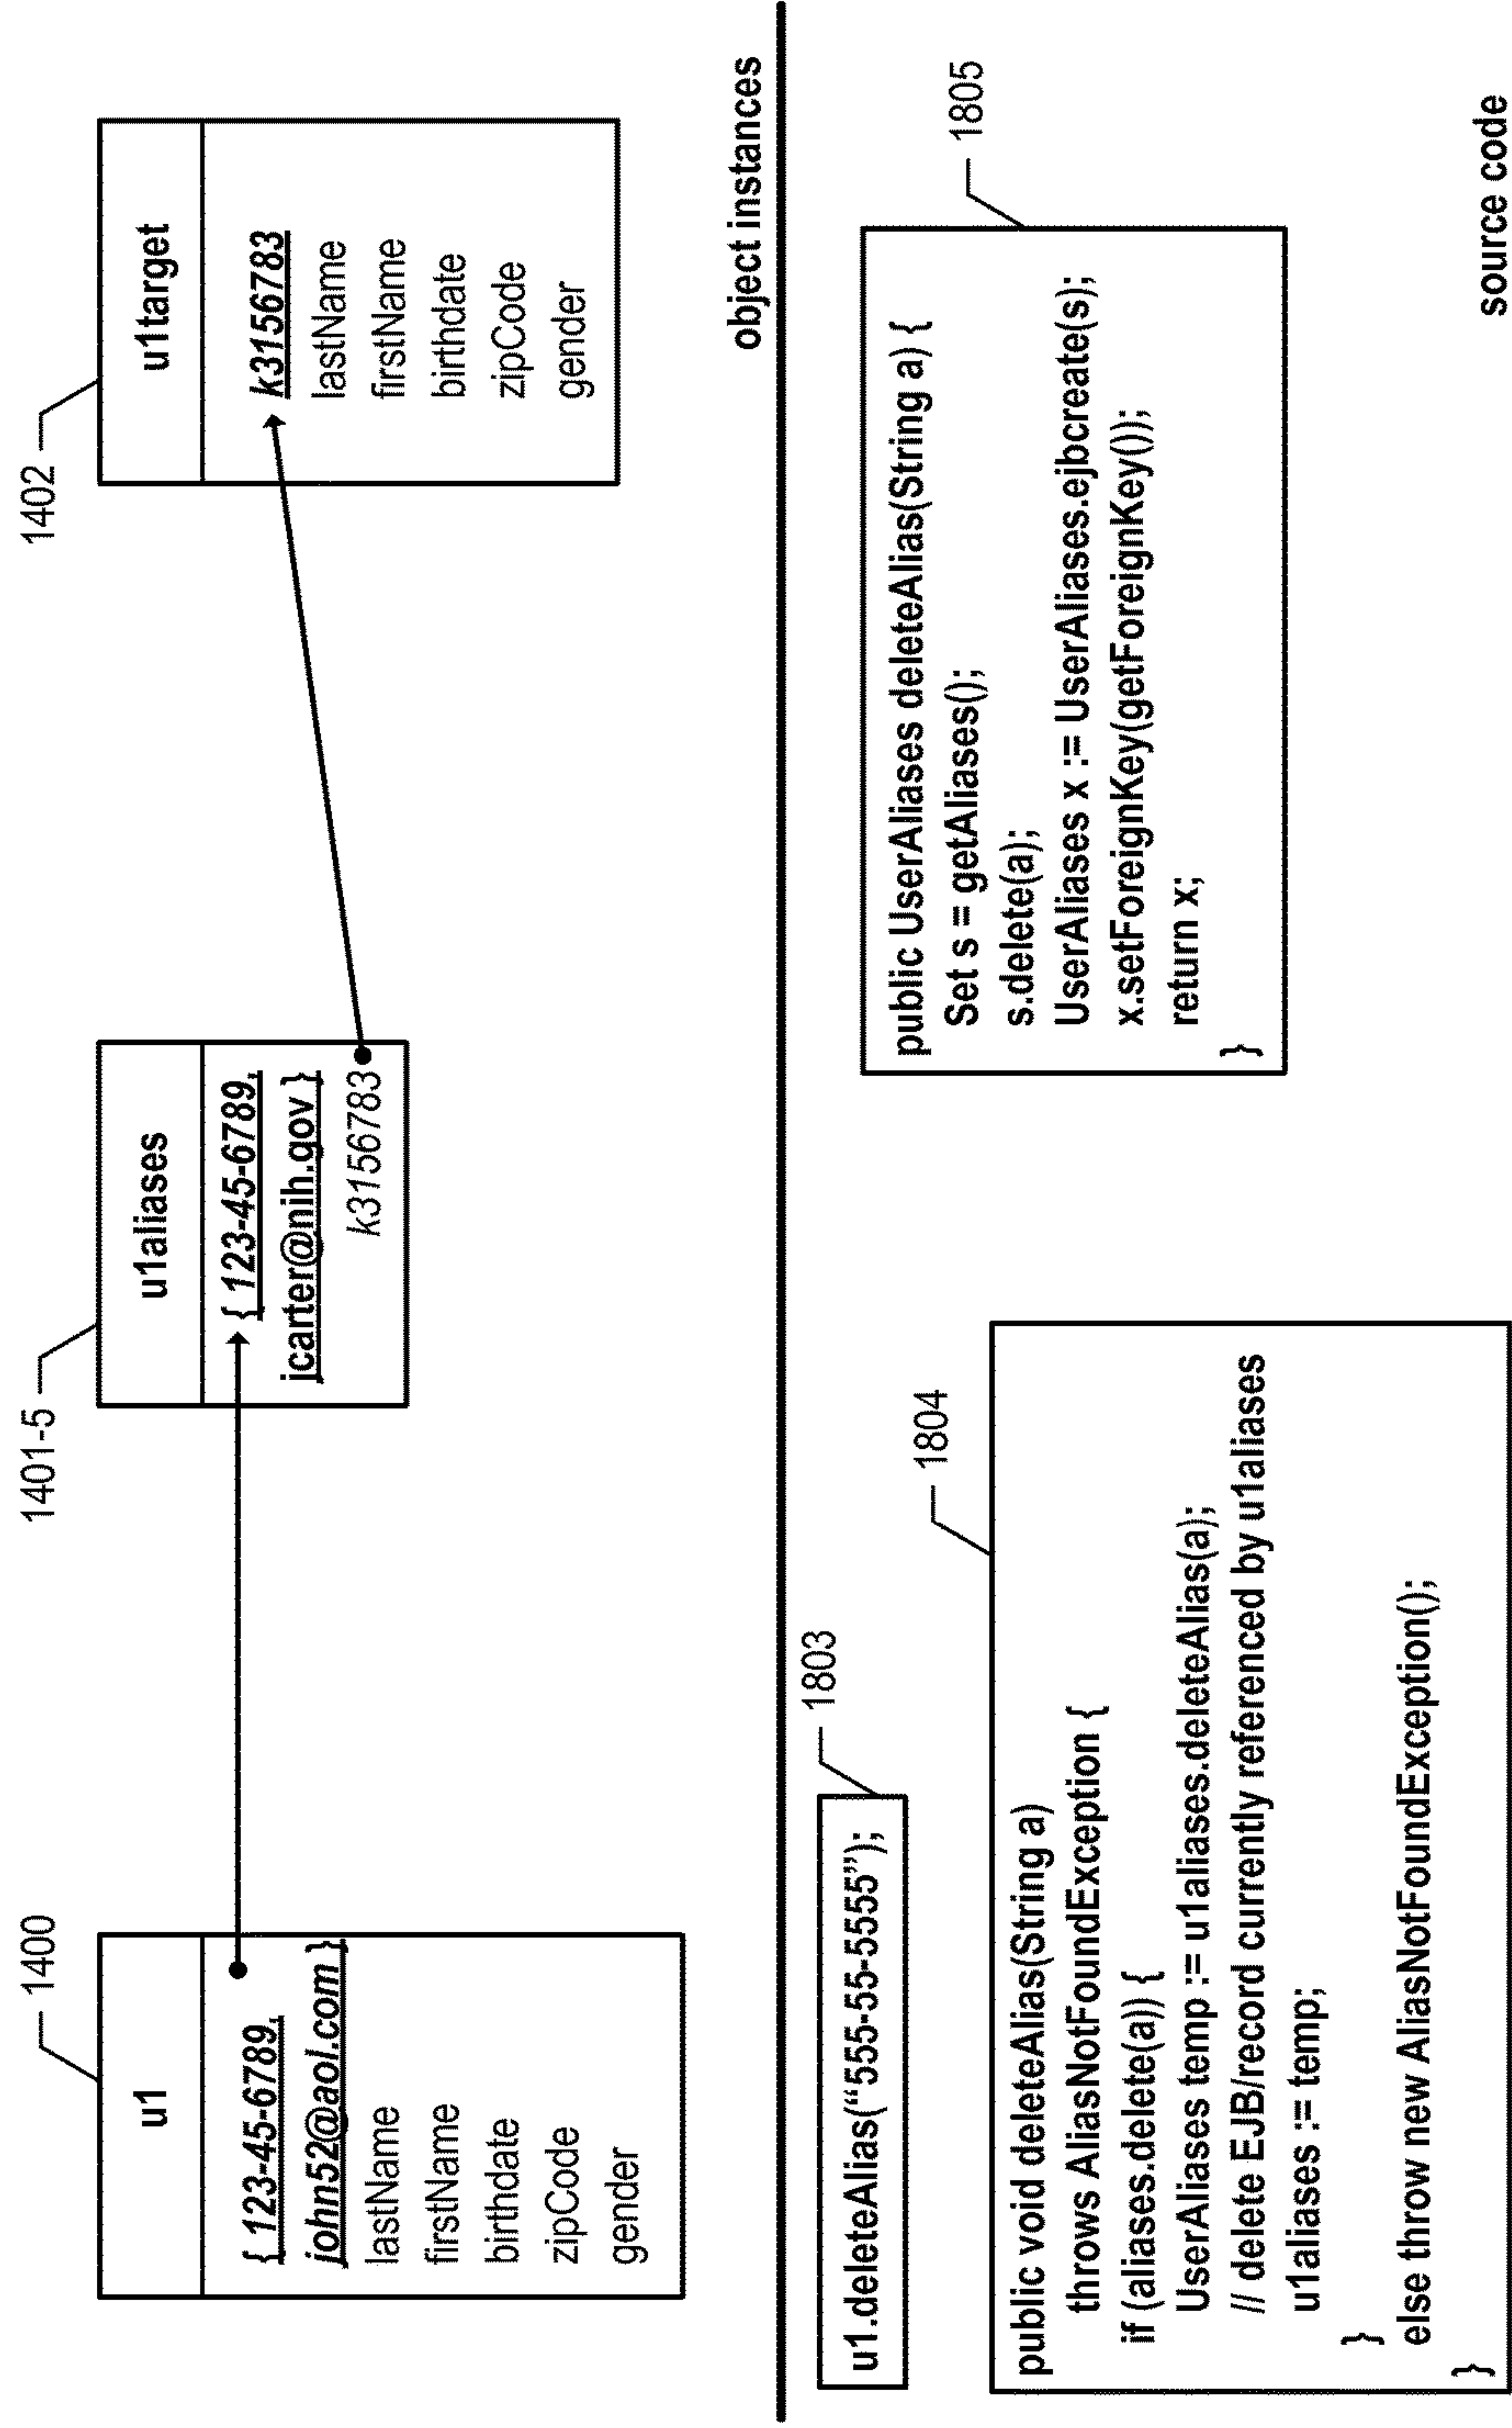 1400
u1
{ 123-45-6789,
john52@aol.com }
lastName
firstName
birthdate
zipCode
gender
1401-5
u1aliases
{ 123-45-6789,
jcarter@nih.gov }
k3156783
1402
u1target
k3156783
lastName
firstName
birthdate
zipCode
gender
object instances
1803
u1.deleteAlias(“555-55-5555”);
1804
public void deleteAlias(String a)
throws AliasNotFoundException {
if (aliases.delete(a)) {
UserAliases temp := u1aliases.deleteAlias(a);
// delete EJB/record currently referenced by u1aliases
u1aliases := temp;
}
else throw new AliasNotFoundException();
}
1805
public UserAliases deleteAlias(String a) {
Set s = getAliases();
s.delete(a);
UserAliases x := UserAliases.ejbcreate(s);
x.setForeignKey(getForeignKey());
return x;
}
source code